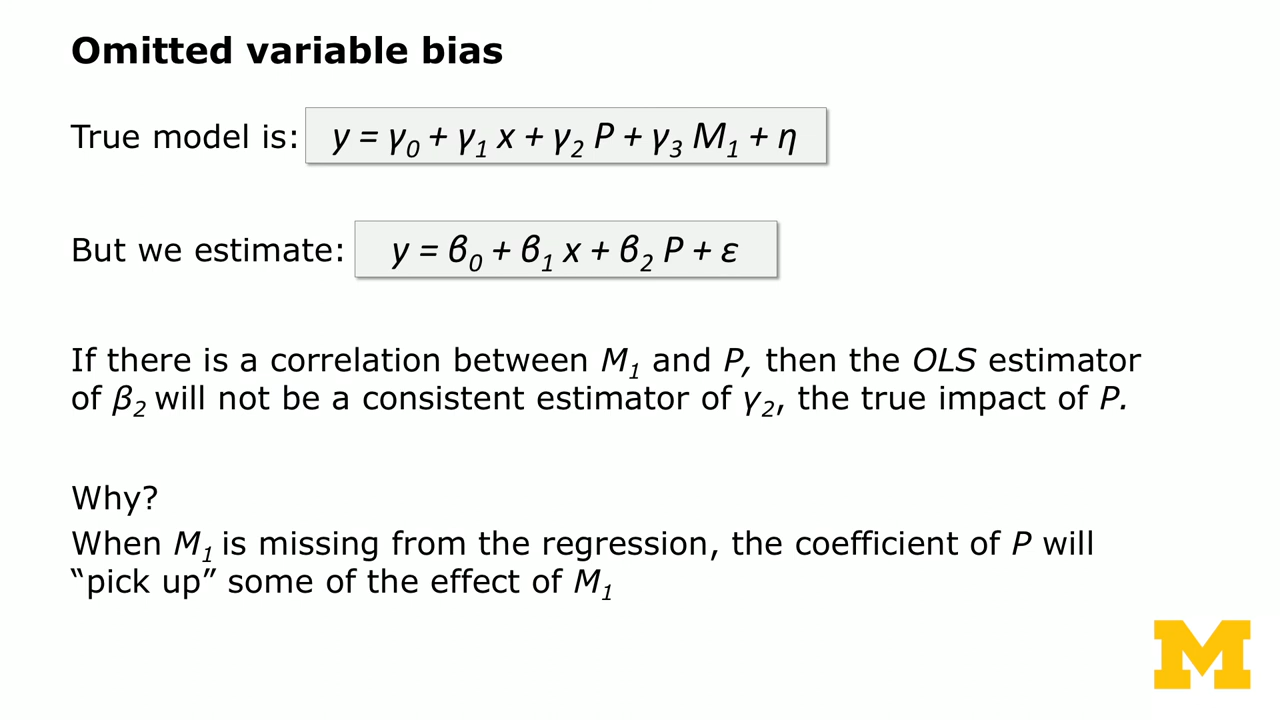 Omitted variable bias
True model is: y = γ₀ + γ₁ x + γ₂ P + γ₃ M₁ + η
But we estimate: y = β₀ + β₁ x + β₂ P + ε
If there is a correlation between M₁ and P, then the OLS estimator
of β₂ will not be a consistent estimator of γ₂, the true impact of P.
Why?
When M₁ is missing from the regression, the coefficient of P will
“pick up” some of the effect of M₁
M